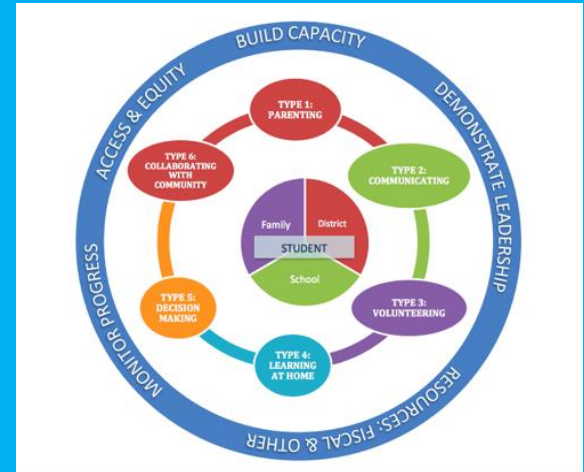 BUILD CAPACITY
DEMONSTRATE LEADERSHIP
RESOURCES: FISCAL & OTHER
MONITOR PROGRESS
ACCESS & EQUITY
TYPE 1:
PARENTING
TYPE 2:
COMMUNICATING
TYPE 3:
VOLUNTEERING
TYPE 4:
LEARNING
AT HOME
TYPE 5:
DECISION
MAKING
TYPE 6:
COLLABORATING
WITH
COMMUNITY
Family
District
STUDENT
School